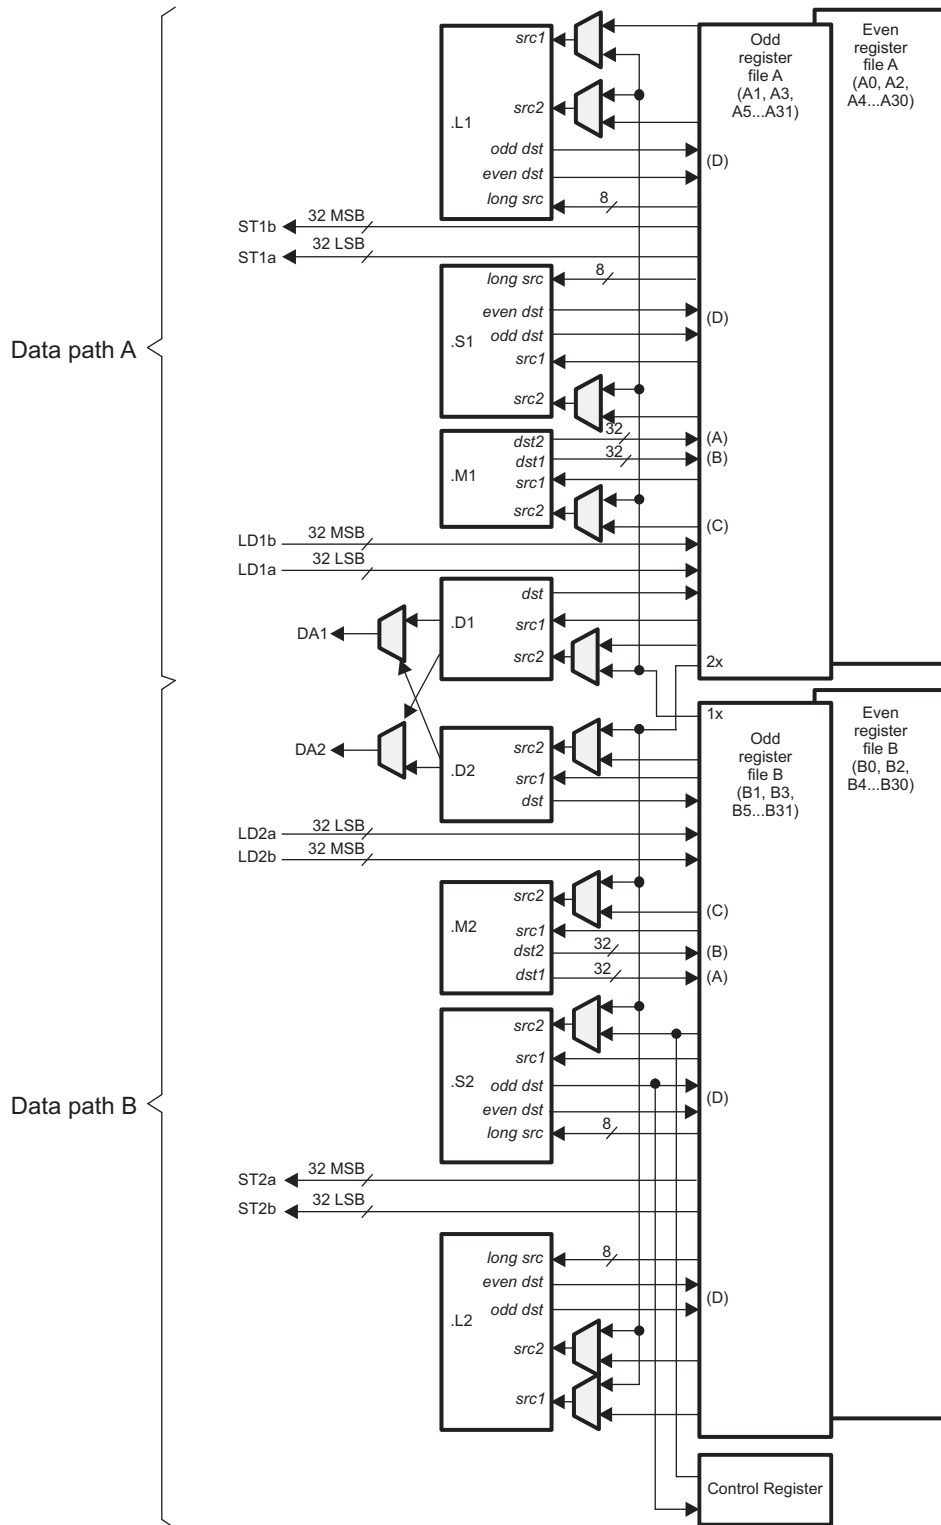 src1
Odd
register
file A
(A1, A3,
A5...A31)
Even
register
file A
(A0, A2,
A4...A30)
src2
.L1
odd dst
(D)
even dst
long src
8
ST1b
32 MSB
ST1a
32 LSB
long src
8
even dst
(D)
odd dst
.S1
Data path A
src1
src2
dst2
32
(A)
dst1
32
(B)
.M1
src1
src2
(C)
LD1b
32 MSB
LD1a
32 LSB
dst
.D1
src1
DA1
src2
2x
1x
Odd
register
file B
(B1, B3,
B5...B31)
Even
register
file B
(B0, B2,
B4...B30)
DA2
src2
.D2
src1
dst
LD2a
32 LSB
LD2b
32 MSB
src2
(C)
.M2
src1
dst2
32
(B)
dst1
32
(A)
src2
src1
.S2
odd dst
(D)
even dst
Data path B
long src
8
ST2a
32 MSB
ST2b
32 LSB
long src
8
even dst
(D)
odd dst
.L2
src2
src1
Control Register